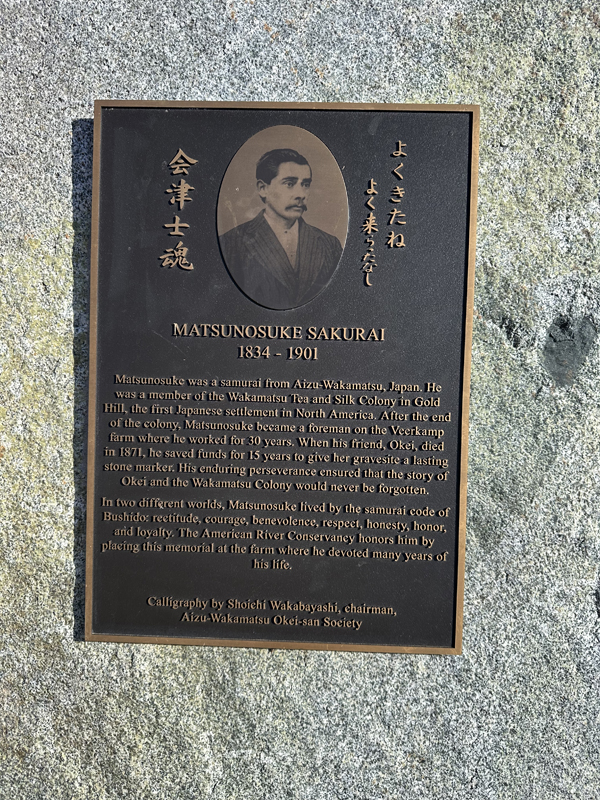 会津士魂
よくきたね
よく来らったなし
MATSUNOSUKE SAKURAI
1834 - 1901
Matsunosuke was a samurai from Aizu-Wakamatsu, Japan. He
was a member of the Wakamatsu Tea and Silk Colony in Gold
Hill, the first Japanese settlement in North America. After the end
of the colony, Matsunosuke became a foreman on the Veerkamp
farm where he worked for 30 years. When his friend, Okei, died
in 1871, he saved funds for 15 years to give her gravesite a lasting
stone marker. His enduring perseverance ensured that the story of
Okei and the Wakamatsu Colony would never be forgotten.
In two different worlds, Matsunosuke lived by the samurai code of
Bushido: rectitude, courage, benevolence, respect, honesty, honor,
and loyalty. The American River Conservancy honors him by
placing this memorial at the farm where he devoted many years of
his life.
Calligraphy by Shoichi Wakabayashi, chairman,
Aizu-Wakamatsu Okei-san Society